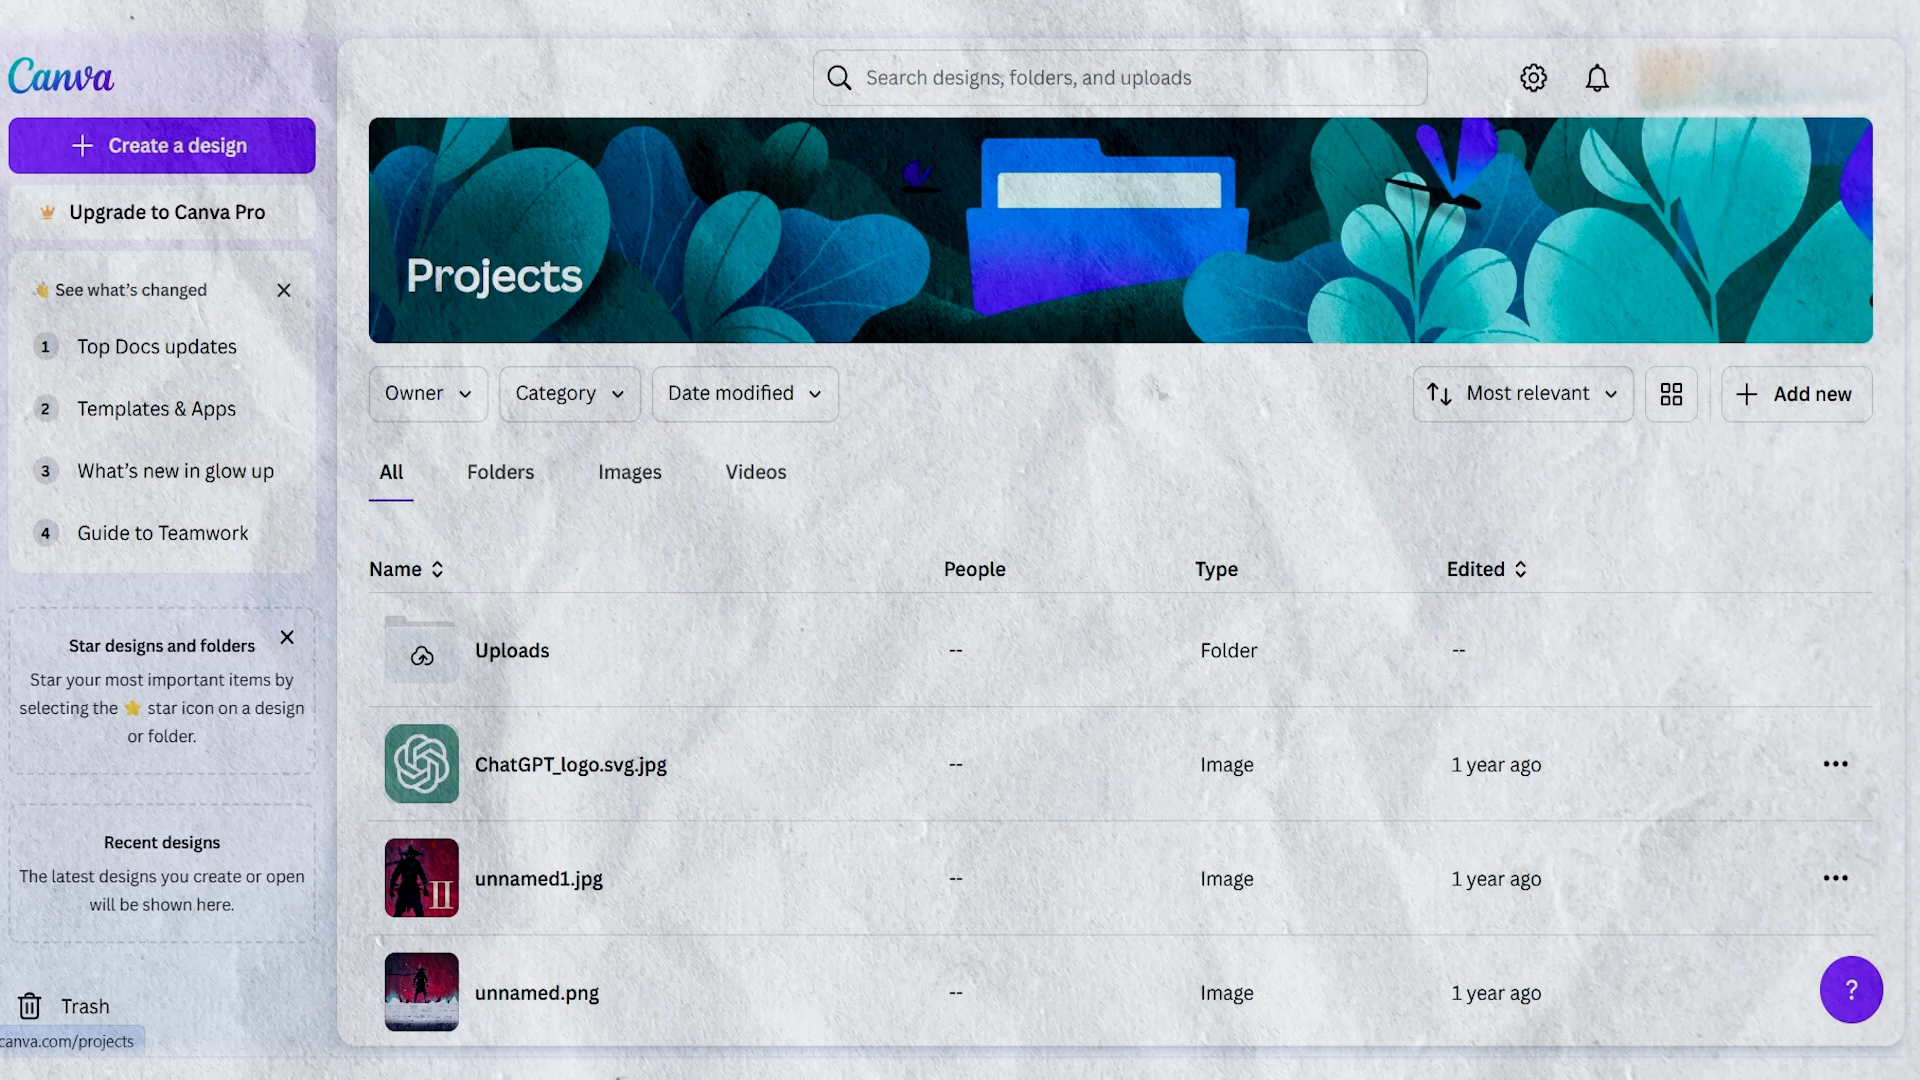 Canva
Search designs, folders, and uploads
Create a design
Upgrade to Canva Pro
See what's changed
1 Top Docs updates
2 Templates & Apps
3 What's new in glow up
4 Guide to Teamwork
Star designs and folders
Star your most important items by
selecting the ⭐ star icon on a design
or folder.
Recent designs
The latest designs you create or open
will be shown here.
Trash
canva.com/projects
Projects
Owner Category Date modified Most relevant Add new
All Folders Images Videos
Name People Type Edited
Uploads -- Folder --
ChatGPT_logo.svg.jpg -- Image 1 year ago
II
unnamed1.jpg -- Image 1 year ago
unnamed.png -- Image 1 year ago
?